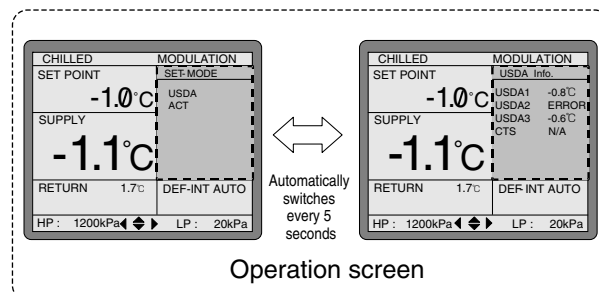 CHILLED MODULATION
SET POINT SET-MODE
-1.0°C USDA
ACT
SUPPLY
-1.1°C
RETURN 1.7°C DEF-INT AUTO
HP : 1200kPa LP : 20kPa
Automatically
switches
every 5
seconds
CHILLED MODULATION
SET POINT USDA Info.
-1.0°C USDA1 -0.8°C
USDA2 ERROR
SUPPLY USDA3 -0.6°C
CTS N/A
-1.1°C
RETURN 1.7°C DEF-INT AUTO
HP : 1200kPa LP : 20kPa
Operation screen